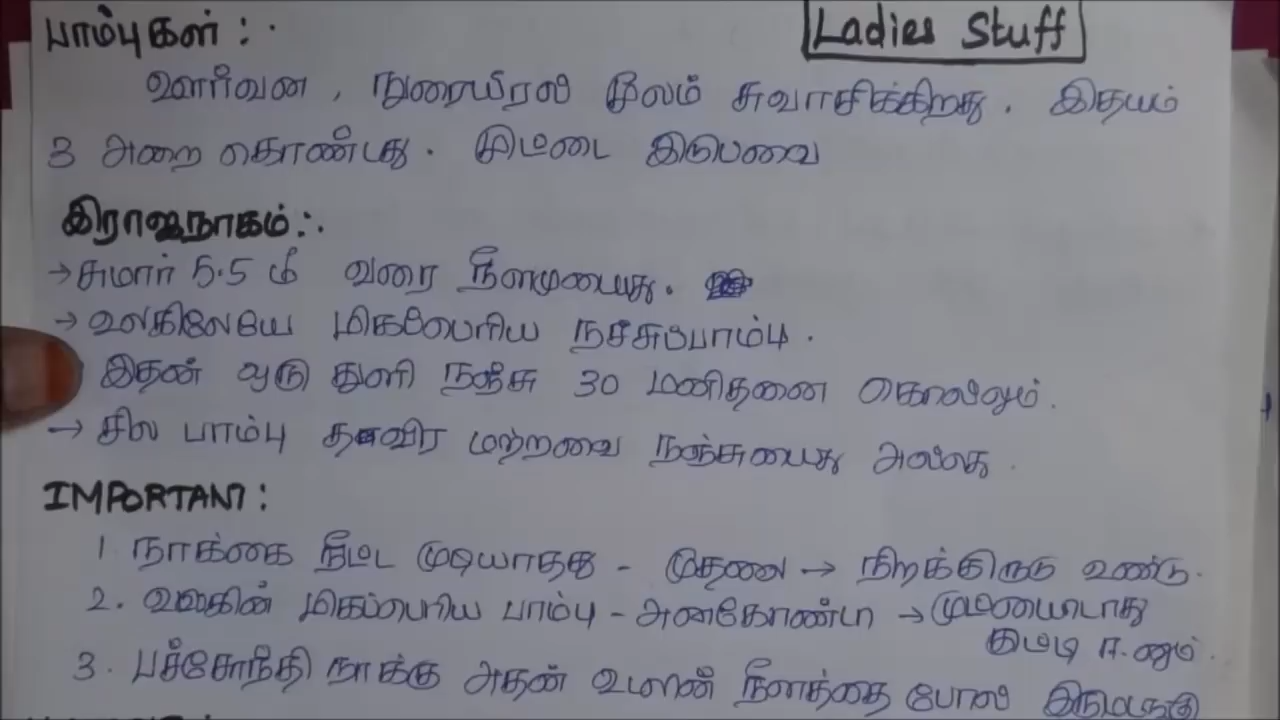 பாம்புகள் :·
Ladies Stuff
ஊர்வன , நுரையீரல் மூலம் சுவாசிக்கிறது . இதயம்
3 அறை கொண்டது . முட்டை இடுபவை
இராஜநாகம் :·
→ சுமார் 5.5 மீ வரை நீளமுடையது .
→ உலகிலேயே மிகப்பெரிய நச்சுப்பாம்பு .
இதன் ஒரு துளி நஞ்சு 30 மனிதனை கொல்லும் .
→ சில பாம்பு தவிர மற்றவை நஞ்சுடையது அல்லது .
IMPORTANT :
1. நாக்கை நீட்ட முடியாதது - முதலை → நிறக்குருடு உண்டு .
2. உலகின் மிகப்பெரிய பாம்பு - அனகோண்டா → முட்டையிடாது
குட்டி ஈனும் .
3. பச்சோந்தி நாக்கு அதன் உடலின் நீளத்தை போல்